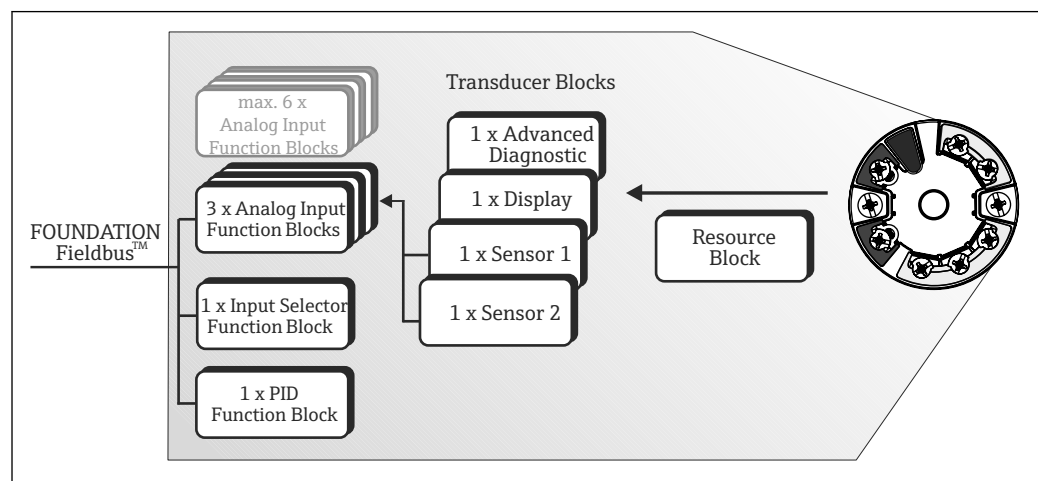 max. 6 x
Analog Input
Function Blocks
Transducer Blocks
1 x Advanced
Diagnostic
1 x Display
3 x Analog Input
Function Blocks
FOUNDATION
Fieldbus™
1 x Sensor 1
Resource
Block
1 x Input Selector
Function Block
1 x Sensor 2
1 x PID
Function Block